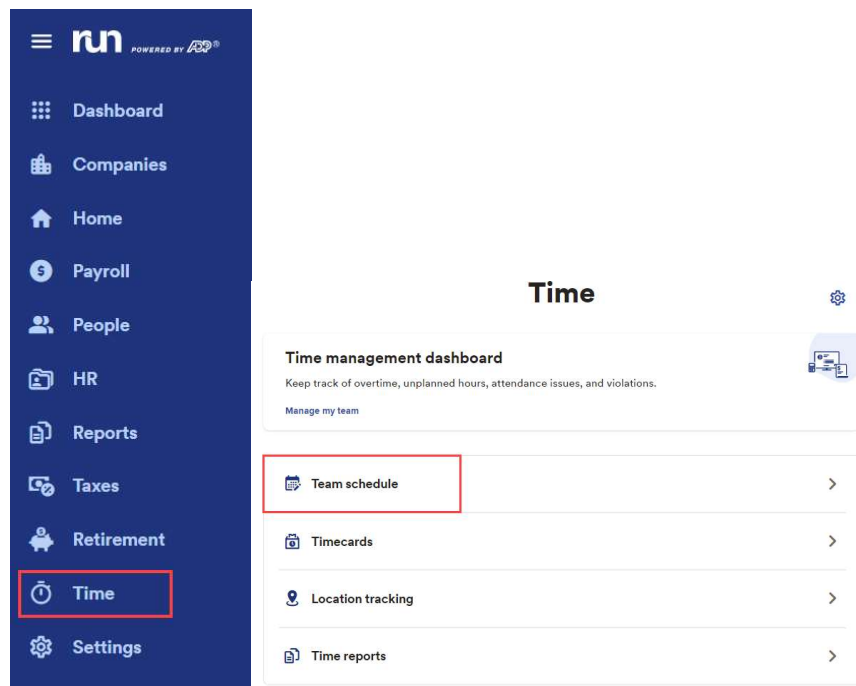 run POWERED BY ADP®
Dashboard
Companies
Home
Payroll
People
HR
Reports
Taxes
Retirement
Time
Settings
Time
Time management dashboard
Keep track of overtime, unplanned hours, attendance issues, and violations.
Manage my team
Team schedule
Timecards
Location tracking
Time reports